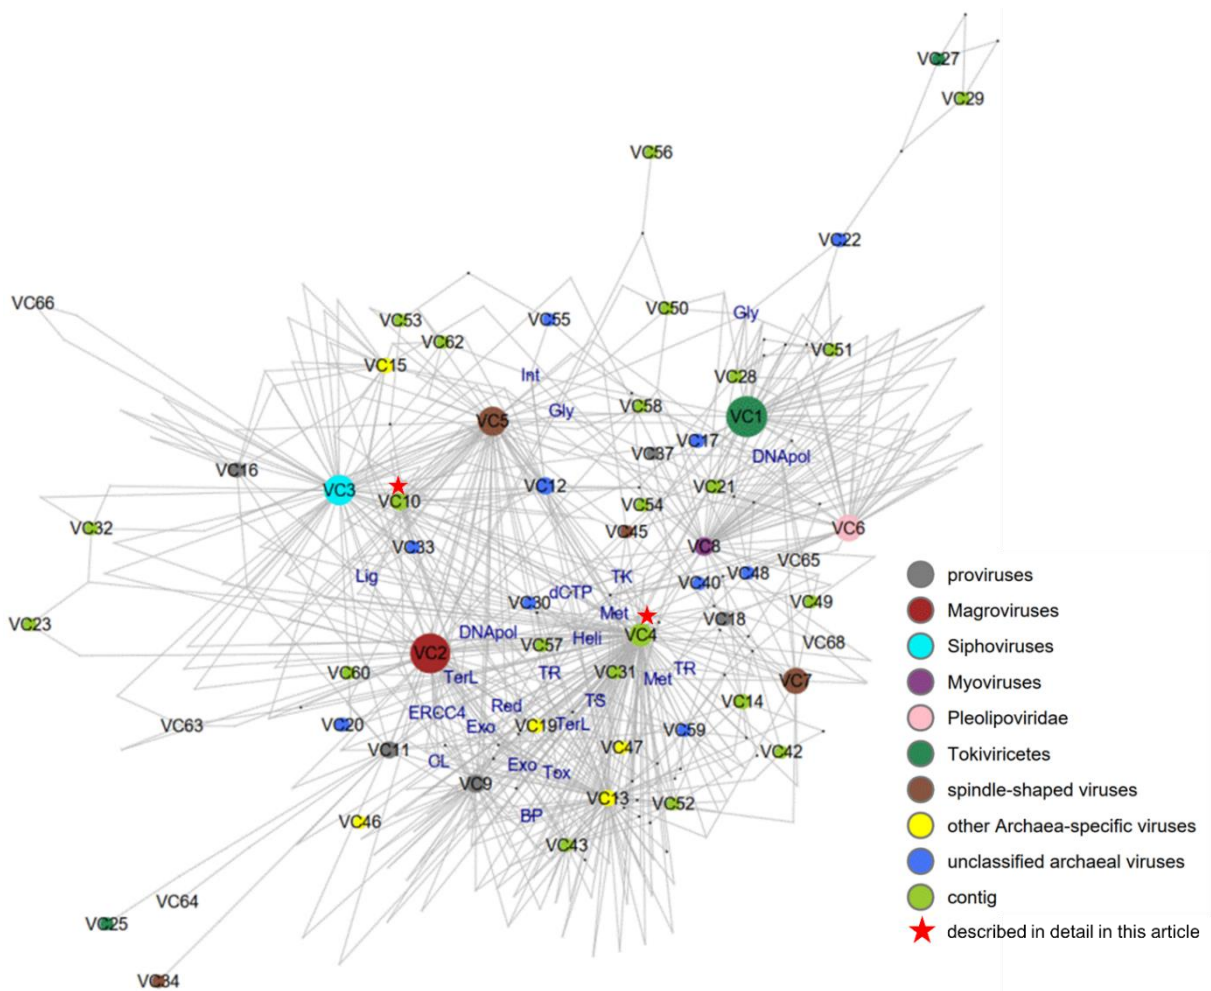 VC27
VC29
VC56
VC22
VC66
VC53
VC55
VC50
Gly
VC62
VC51
VC15
Int
VC28
Gly
VC58
VC5
VC1
VC17
VC37
DNApol
VC16
VC3
VC10
VC12
VC21
VC54
VC32
VC45
VC6
VC33
VC8
VC65
Lig
TK
VC40
VC48
dCTP
VC30
Met
VC49
VC18
VC23
DNApol
Heli
VC4
VC57
VC68
VC2
VC60
TerL
TR
VC31
Met
TR
VC7
ERCC4
Red
TS
VC14
VC63
VC20
Exo
VC19
TerL
VC59
VC11
VC47
VC42
CL
Exo
Tox
VC9
VC13
VC52
VC46
BP
VC43
VC64
VC25
VC34
proviruses
Magroviruses
Siphoviruses
Myoviruses
Pleolipoviridae
Tokiviricetes
spindle-shaped viruses
other Archaea-specific viruses
unclassified archaeal viruses
contig
described in detail in this article